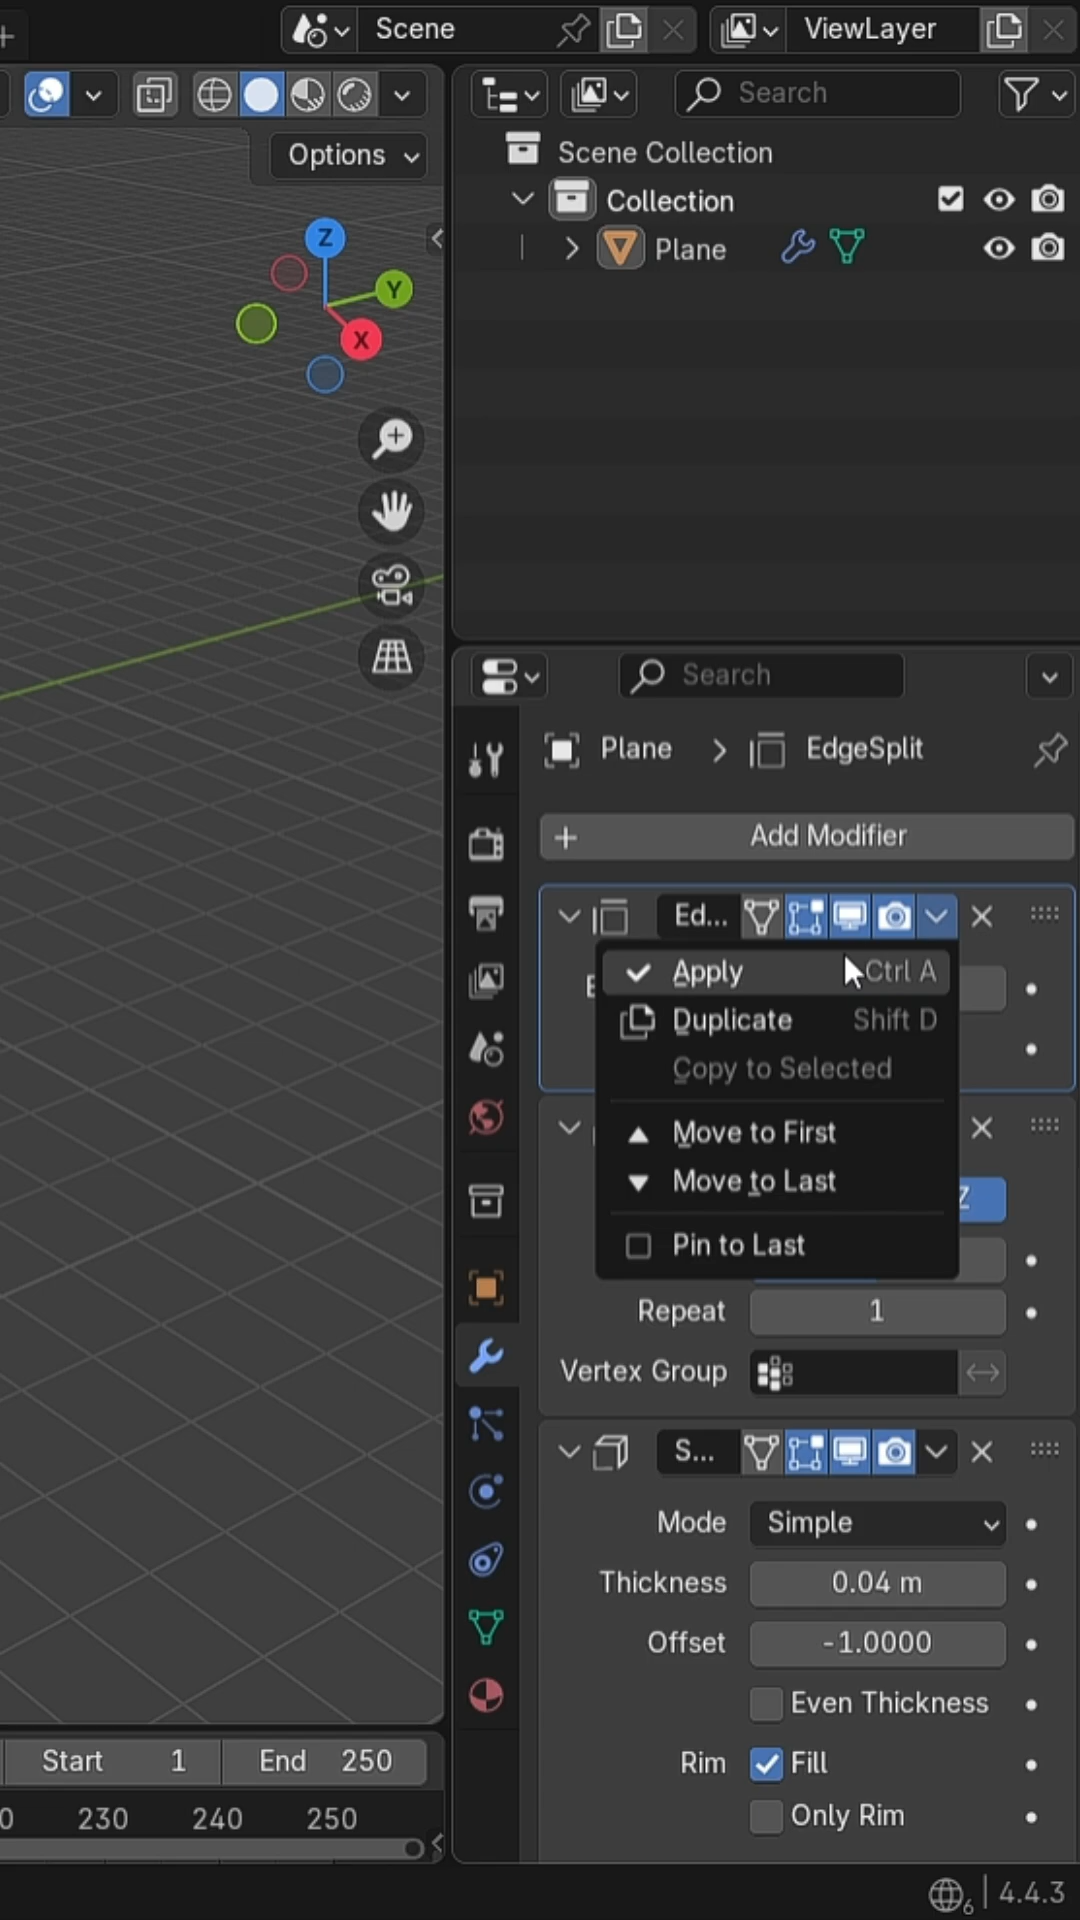 Scene
ViewLayer
Search
Options
Scene Collection
Collection
Plane
Z
Y
X
Search
Plane > EdgeSplit
+ Add Modifier
Ed...
Apply Ctrl A
Duplicate Shift D
Copy to Selected
Move to First
Move to Last
Z
Pin to Last
Repeat 1
Vertex Group
S...
Mode Simple
Thickness 0.04 m
Offset -1.0000
Even Thickness
Rim Fill
Only Rim
Start 1 End 250
0 230 240 250
6 | 4.4.3